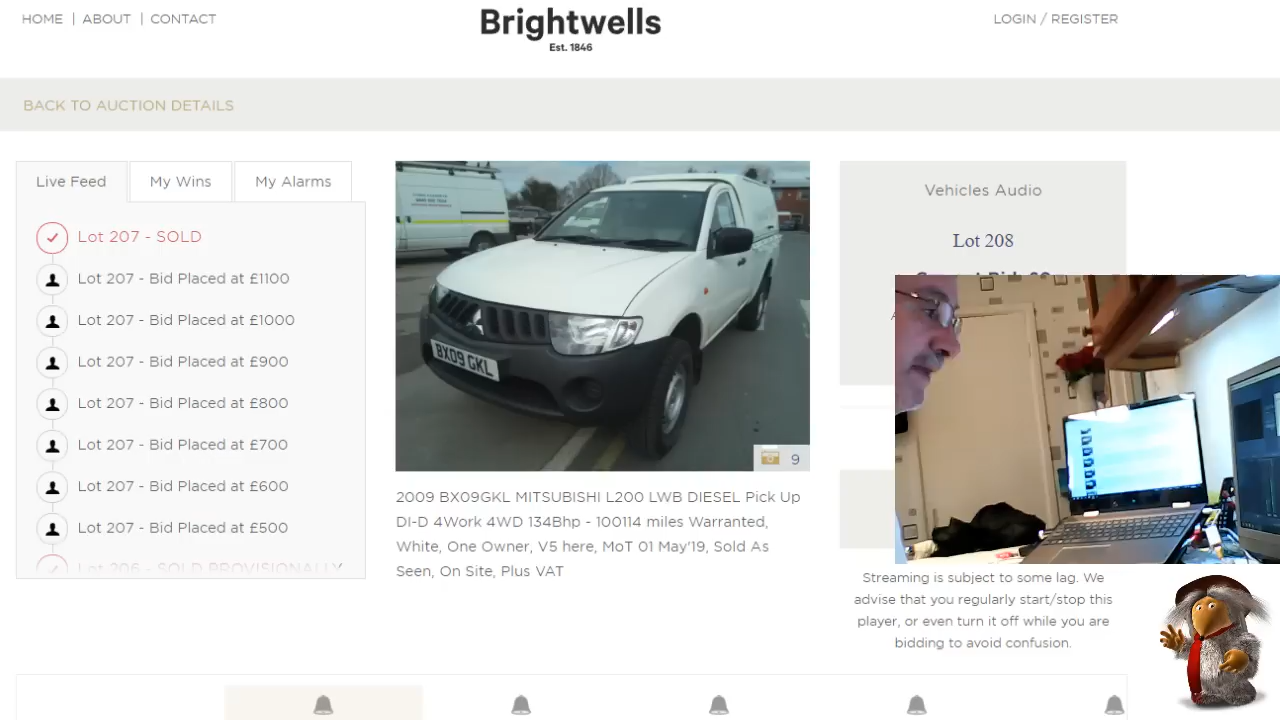 HOME | ABOUT | CONTACT
Brightwells
Est. 1846
LOGIN / REGISTER
BACK TO AUCTION DETAILS
Live Feed
My Wins
My Alarms
Lot 207 - SOLD
Lot 207 - Bid Placed at £1100
Lot 207 - Bid Placed at £1000
Lot 207 - Bid Placed at £900
Lot 207 - Bid Placed at £800
Lot 207 - Bid Placed at £700
Lot 207 - Bid Placed at £600
Lot 207 - Bid Placed at £500
Lot 206 - SOLD PROVISIONALLY
BX09 GKL
9
2009 BX09GKL MITSUBISHI L200 LWB DIESEL Pick Up
DI-D 4Work 4WD 134Bhp - 100114 miles Warranted,
White, One Owner, V5 here, MoT 01 May'19, Sold As
Seen, On Site, Plus VAT
Vehicles Audio
Lot 208
Streaming is subject to some lag. We
advise that you regularly start/stop this
player, or even turn it off while you are
bidding to avoid confusion.